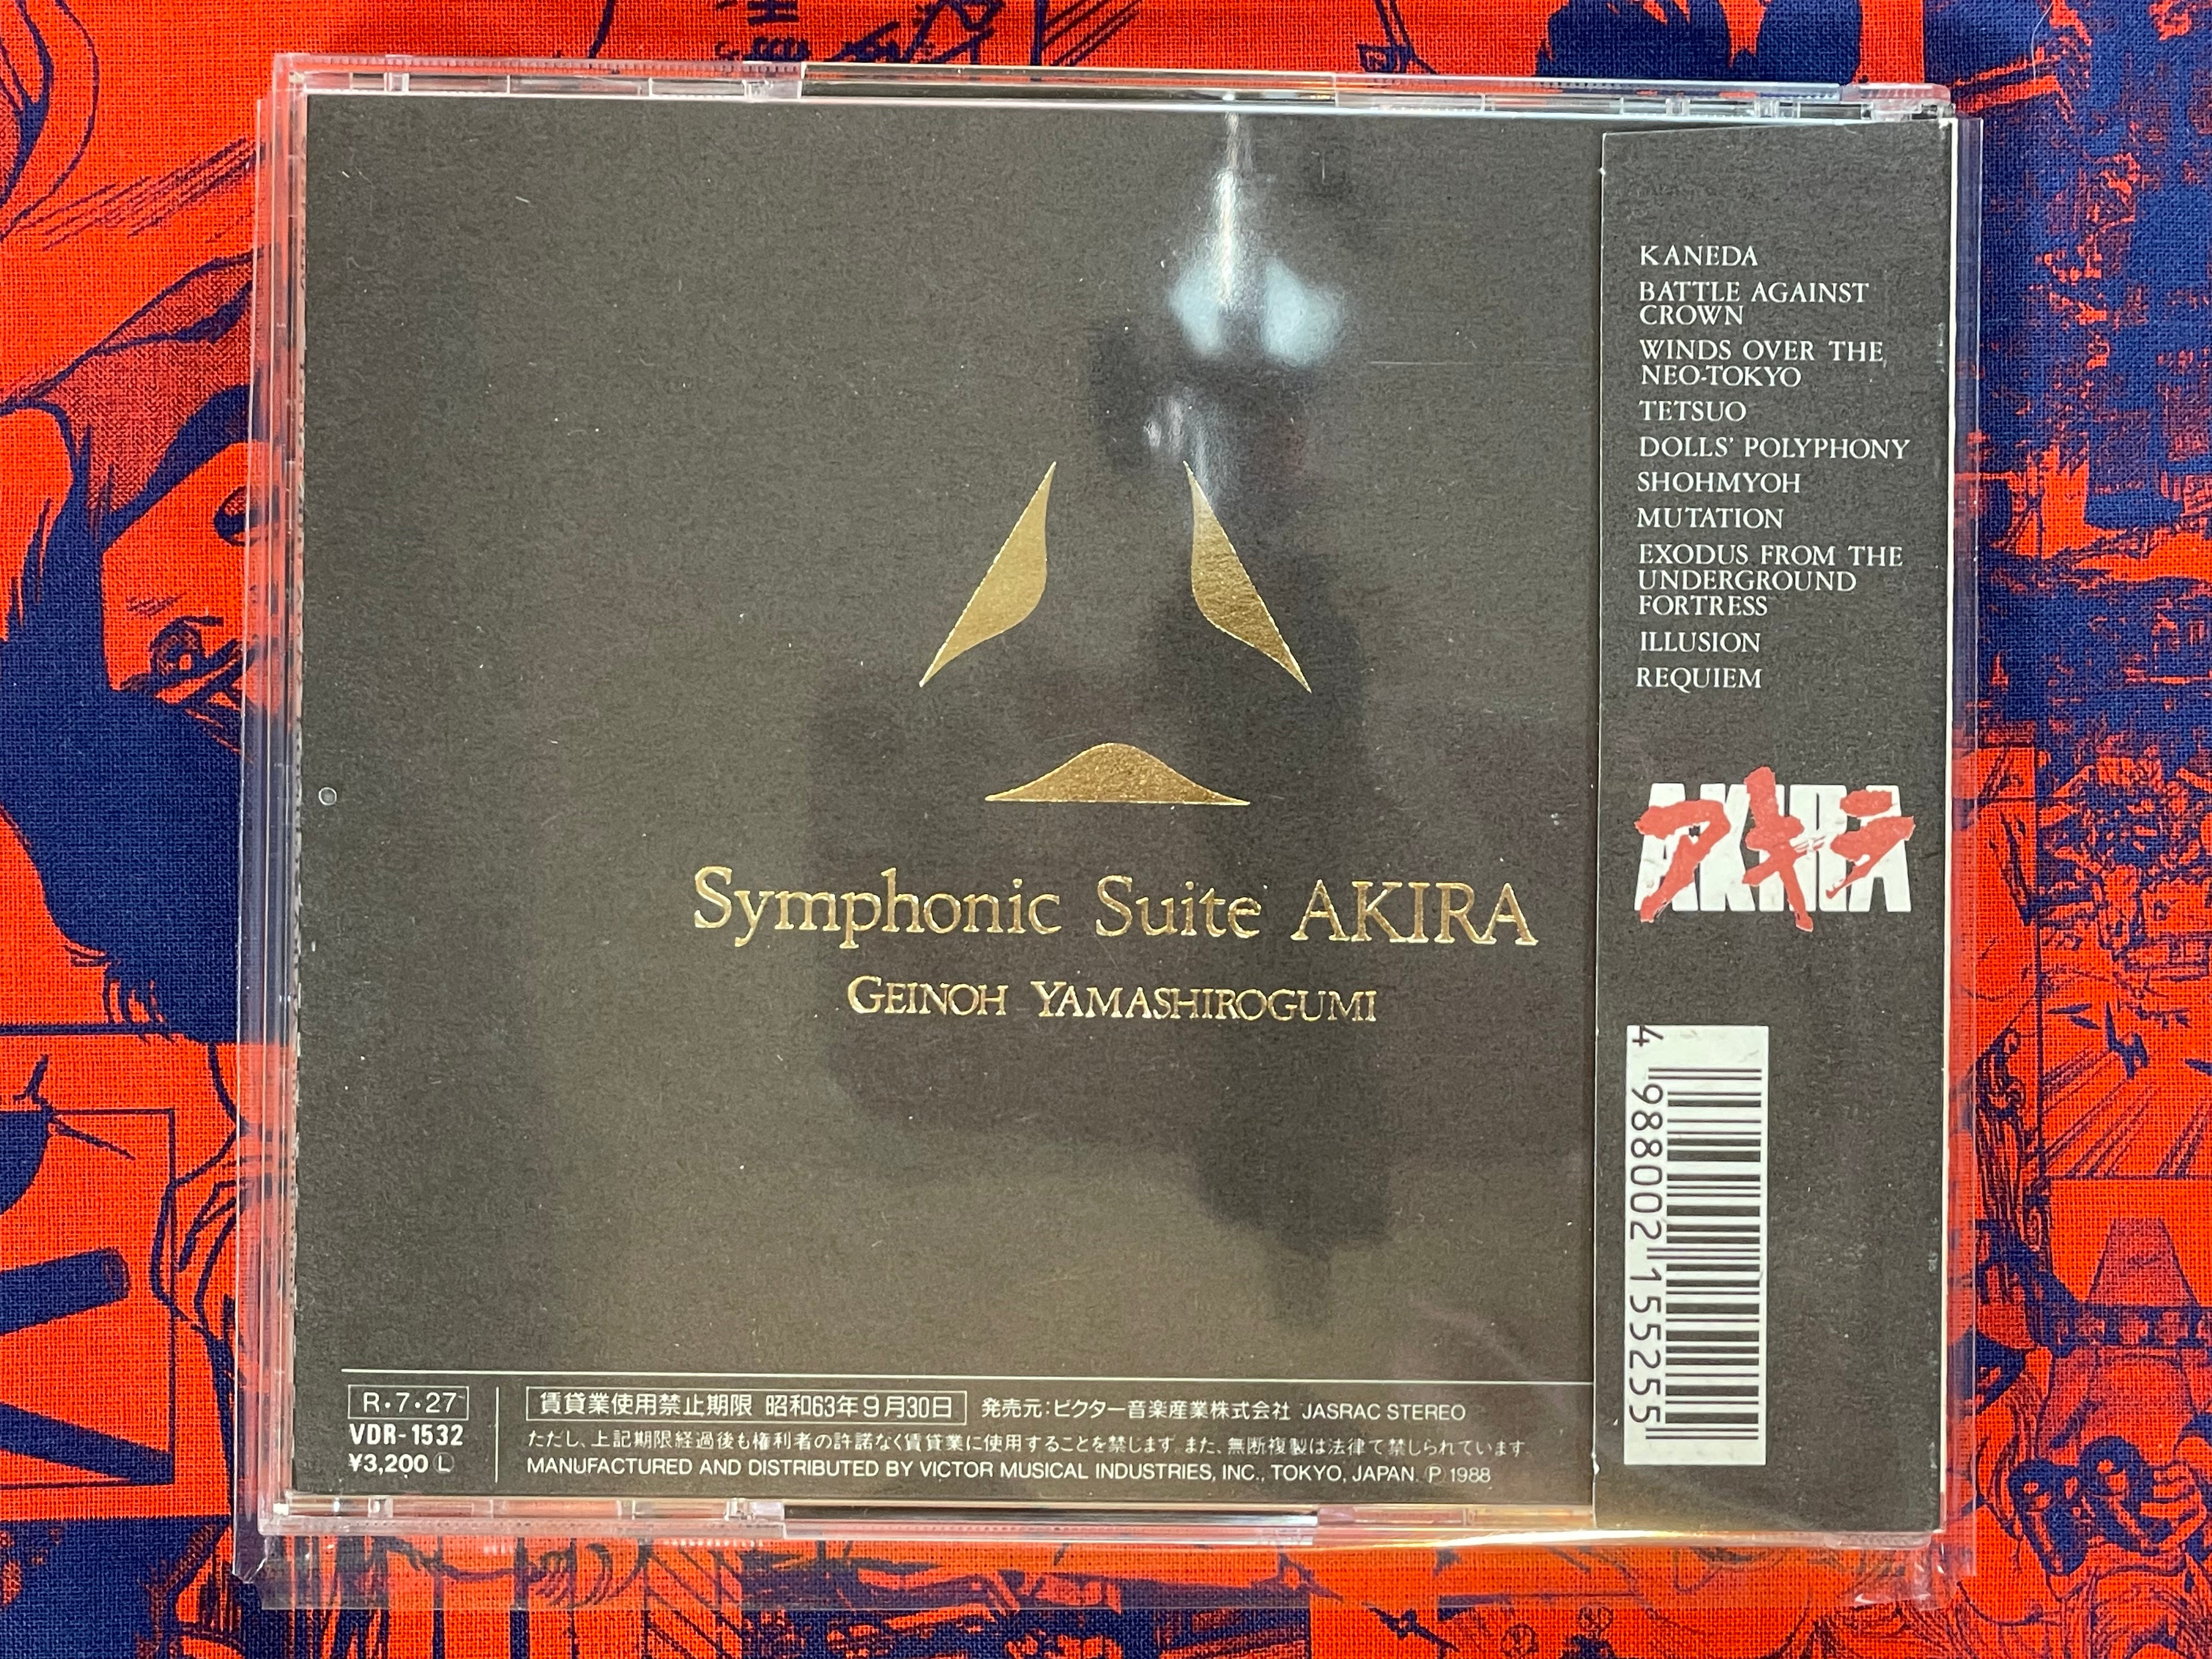 Symphonic Suite AKIRA
GEINOH YAMASHIROGUMI
R・7・27
VDR-1532
¥3,200 Ⓛ
賃貸業使用禁止期限 昭和63年9月30日 発売元：ビクター音楽産業株式会社 JASRAC STEREO
ただし、上記期限経過後も権利者の許諾なく賃貸業に使用することを禁じます。また、無断複製は法律で禁じられています。
MANUFACTURED AND DISTRIBUTED BY VICTOR MUSICAL INDUSTRIES, INC., TOKYO, JAPAN. Ⓟ 1988
KANEDA
BATTLE AGAINST
CROWN
WINDS OVER THE
NEO-TOKYO
TETSUO
DOLLS' POLYPHONY
SHOHMYOH
MUTATION
EXODUS FROM THE
UNDERGROUND
FORTRESS
ILLUSION
REQUIEM
AKIRA
アキラ
4 988002 155255